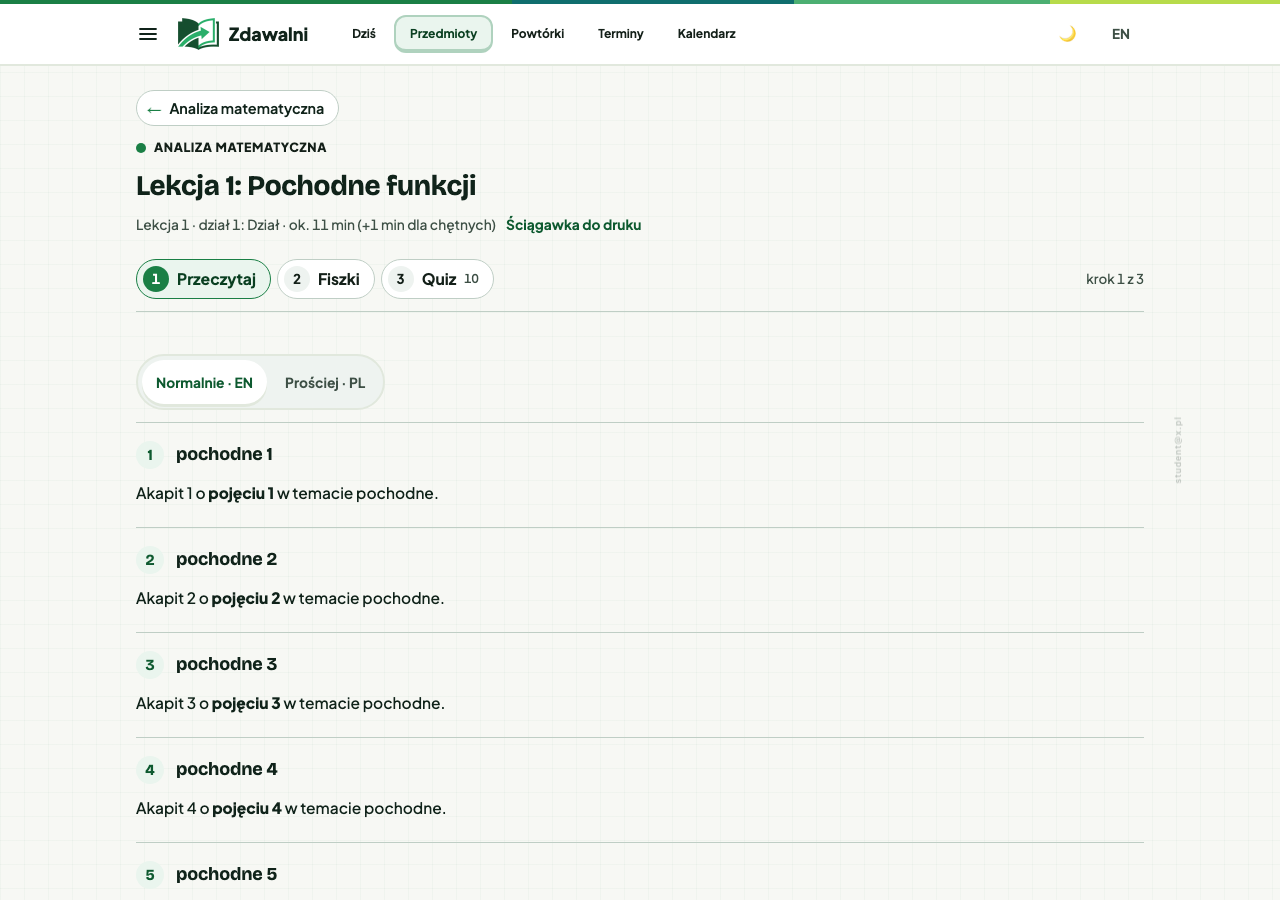 Zdawalni
Dziś
Przedmioty
Powtórki
Terminy
Kalendarz
EN
← Analiza matematyczna
ANALIZA MATEMATYCZNA
Lekcja 1: Pochodne funkcji
Lekcja 1 · dział 1: Dział · ok. 11 min (+1 min dla chętnych) Ściągawka do druku
1 Przeczytaj
2 Fiszki
3 Quiz 10
krok 1 z 3
Normalnie · EN
Prościej · PL
student@x.pl
1 pochodne 1
Akapit 1 o pojęciu 1 w temacie pochodne.
2 pochodne 2
Akapit 2 o pojęciu 2 w temacie pochodne.
3 pochodne 3
Akapit 3 o pojęciu 3 w temacie pochodne.
4 pochodne 4
Akapit 4 o pojęciu 4 w temacie pochodne.
5 pochodne 5